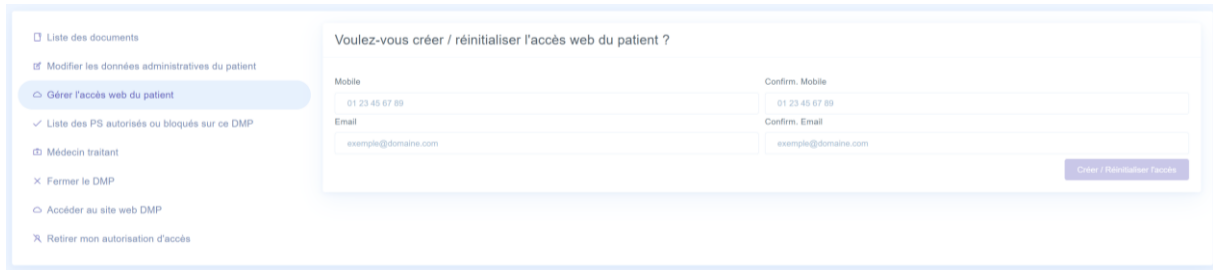 Liste des documents
Modifier les données administratives du patient
Gérer l'accès web du patient
Liste des PS autorisés ou bloqués sur ce DMP
Médecin traitant
Fermer le DMP
Accéder au site web DMP
Retirer mon autorisation d'accès
Voulez-vous créer / réinitialiser l'accès web du patient ?
Mobile
Confirm. Mobile
01 23 45 67 89
01 23 45 67 89
Email
Confirm. Email
exemple@domaine.com
exemple@domaine.com
Créer / Réinitialiser l'accès